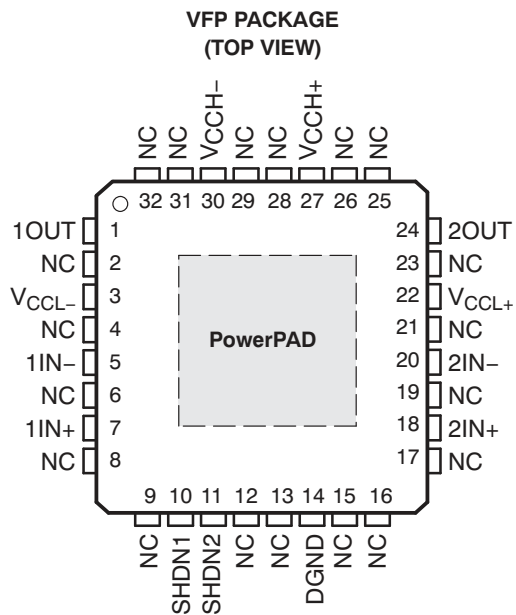 VFP PACKAGE
(TOP VIEW)
NC NC VCCH− NC NC VCCH+ NC NC
32 31 30 29 28 27 26 25
1OUT 1 24 2OUT
NC 2 23 NC
VCCL− 3 22 VCCL+
NC 4 21 NC
1IN− 5 20 2IN−
NC 6 19 NC
1IN+ 7 18 2IN+
NC 8 17 NC
PowerPAD
9 10 11 12 13 14 15 16
NC SHDN1 SHDN2 NC NC DGND NC NC